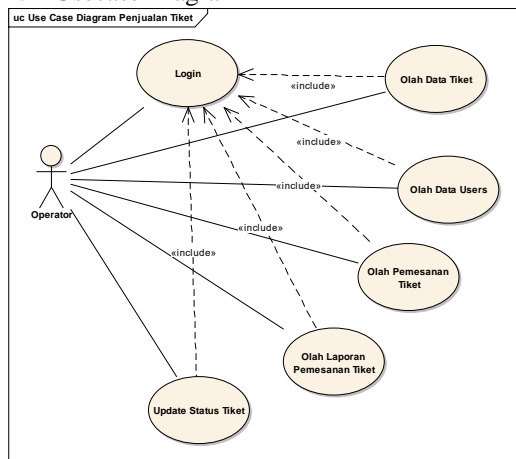 uc Use Case Diagram Penjualan Tiket
Login
«include»
Olah Data Tiket
«include»
Olah Data Users
Operator
«include»
«include»
«include»
Olah Pemesanan
Tiket
Olah Laporan
Pemesanan Tiket
Update Status Tiket